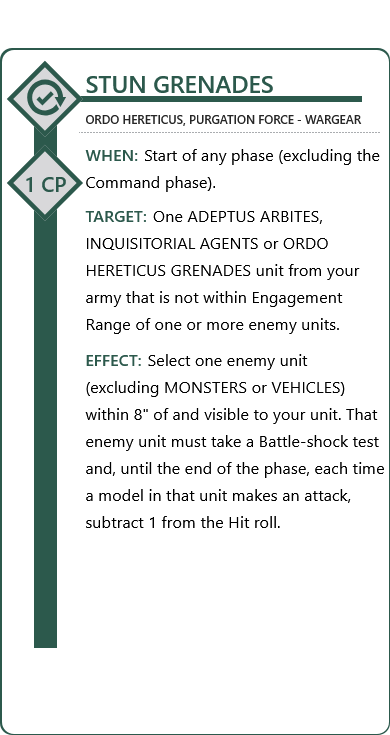 STUN GRENADES
ORDO HERETICUS, PURGATION FORCE - WARGEAR
WHEN: Start of any phase (excluding the
Command phase).
1 CP
TARGET: One ADEPTUS ARBITES,
INQUISITORIAL AGENTS or ORDO
HERETICUS GRENADES unit from your
army that is not within Engagement
Range of one or more enemy units.
EFFECT: Select one enemy unit
(excluding MONSTERS or VEHICLES)
within 8" of and visible to your unit. That
enemy unit must take a Battle-shock test
and, until the end of the phase, each time
a model in that unit makes an attack,
subtract 1 from the Hit roll.